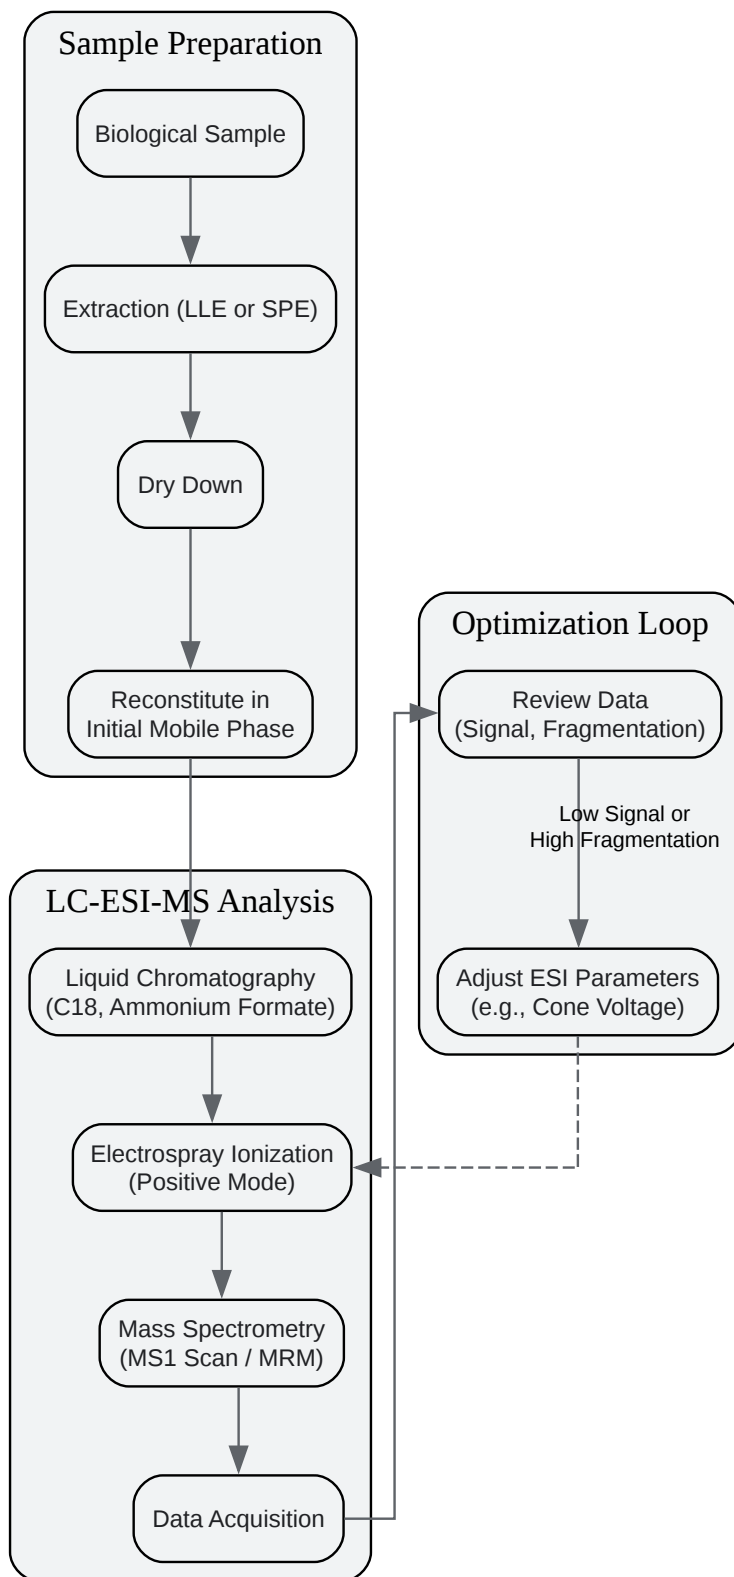 Sample Preparation
Biological Sample
Extraction (LLE or SPE)
Dry Down
Reconstitute in
Initial Mobile Phase
LC-ESI-MS Analysis
Liquid Chromatography
(C18, Ammonium Formate)
Electrospray Ionization
(Positive Mode)
Mass Spectrometry
(MS1 Scan / MRM)
Data Acquisition
Optimization Loop
Review Data
(Signal, Fragmentation)
Low Signal or
High Fragmentation
Adjust ESI Parameters
(e.g., Cone Voltage)